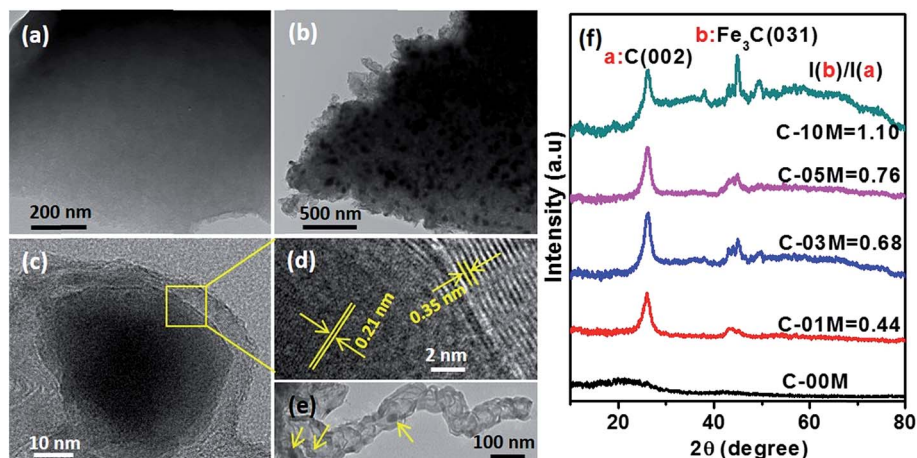 (a)
200 nm
(b)
500 nm
(c)
10 nm
(d)
0.21 nm
0.35 nm
2 nm
(e)
100 nm
(f)
b:Fe₃C(031)
a:C(002)
I(b)/I(a)
C-10M=1.10
C-05M=0.76
C-03M=0.68
C-01M=0.44
C-00M
Intensity (a.u)
20 40 60 80
2θ (degree)